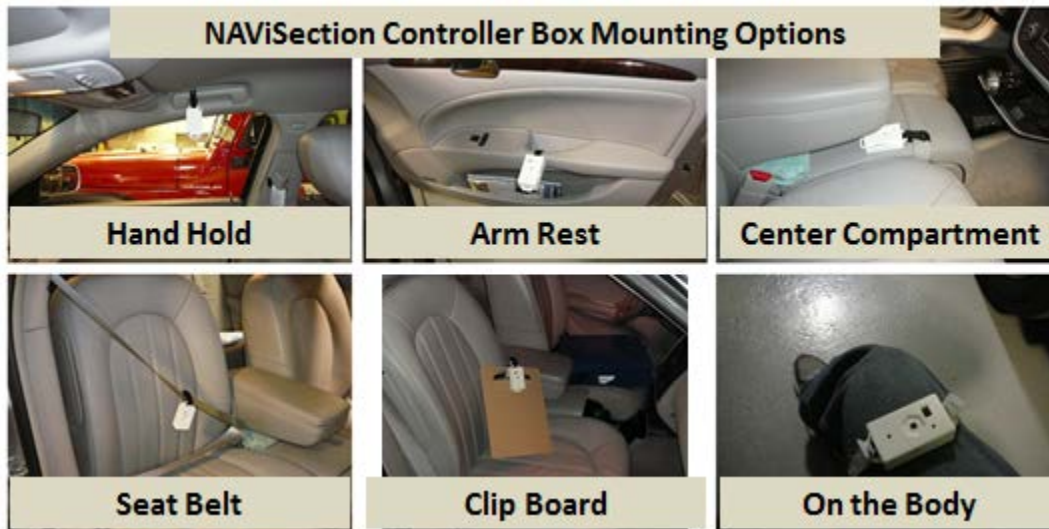 NAViSection Controller Box Mounting Options
Hand Hold
Arm Rest
Center Compartment
Seat Belt
Clip Board
On the Body